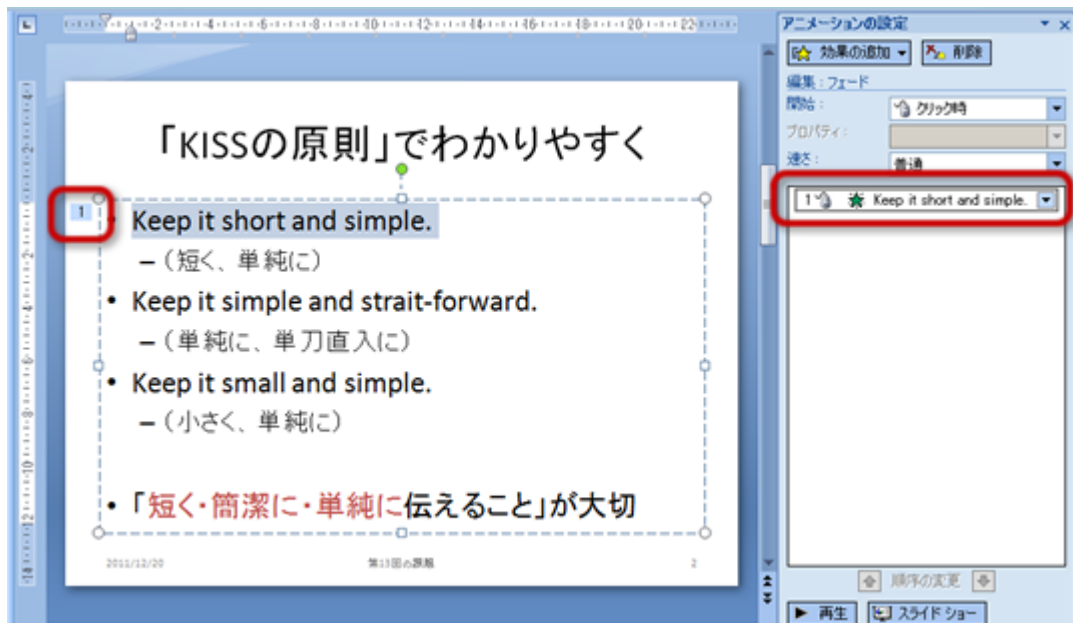 アニメーションの設定
効果の追加
削除
編集：フェード
開始：
クリック時
プロパティ：
速さ：
普通
1 Keep it short and simple.
「KISSの原則」でわかりやすく
1
• Keep it short and simple.
– （短く、単純に）
• Keep it simple and strait-forward.
– （単純に、単刀直入に）
• Keep it small and simple.
– （小さく、単純に）
• 「短く・簡潔に・単純に伝えること」が大切
2011/12/20
第13回の課題
2
順序の変更
再生
スライド ショー